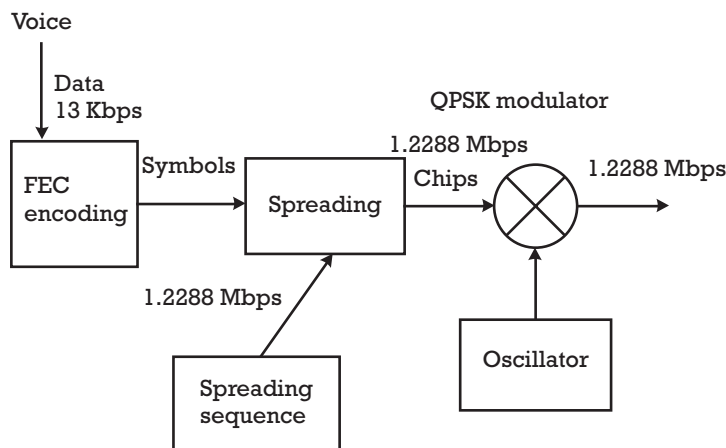 Voice
Data
13 Kbps
QPSK modulator
1.2288 Mbps
1.2288 Mbps
Symbols
Chips
FEC
encoding
Spreading
1.2288 Mbps
Oscillator
Spreading
sequence